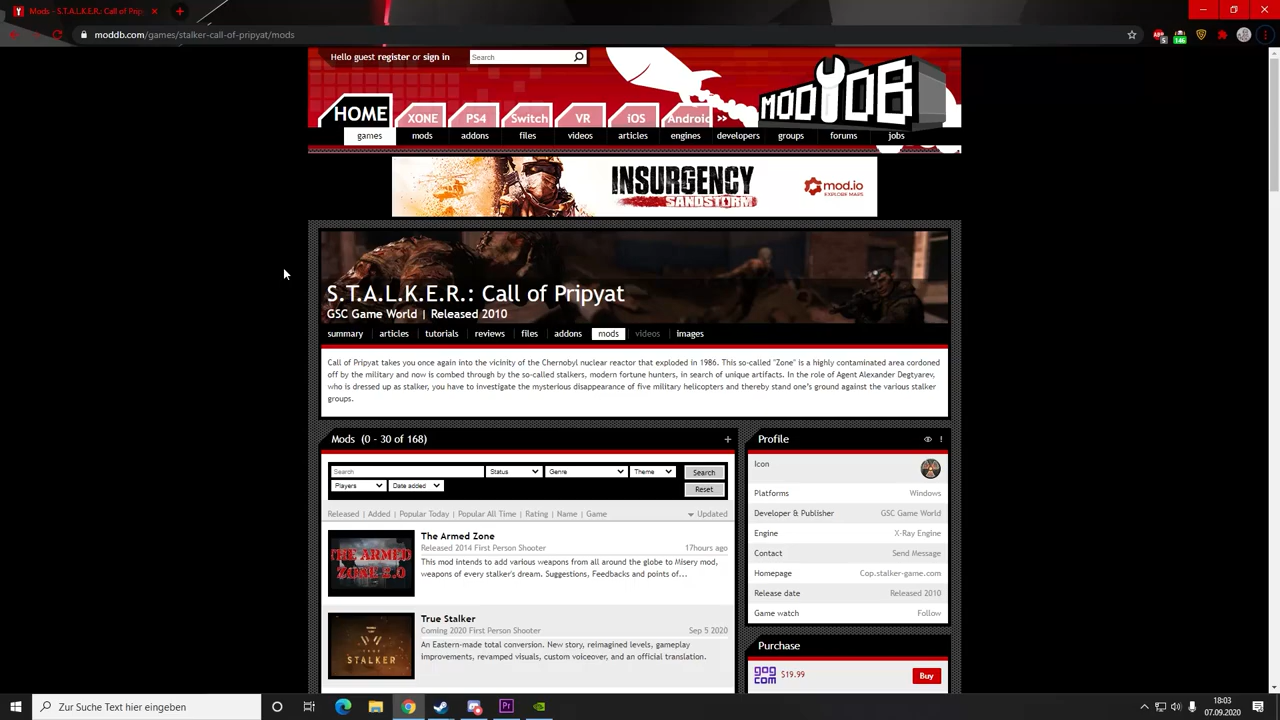 Mods - S.T.A.L.K.E.R.: Call of Prip
moddb.com/games/stalker-call-of-pripyat/mods
Hello guest register or sign in
Search
MOD DB
HOME
XONE
PS4
Switch
VR
iOS
Android
>>
games
mods
addons
files
videos
articles
engines
developers
groups
forums
jobs
INSURGENCY
SANDSTORM
mod.io
EXPLORE MAPS
S.T.A.L.K.E.R.: Call of Pripyat
GSC Game World | Released 2010
summary
articles
tutorials
reviews
files
addons
mods
videos
images
Call of Pripyat takes you once again into the vicinity of the Chernobyl nuclear reactor that exploded in 1986. This so-called "Zone" is a highly contaminated area cordoned
off by the military and now is combed through by the so-called stalkers, modern fortune hunters, in search of unique artifacts. In the role of Agent Alexander Degtyarev,
who is dressed up as stalker, you have to investigate the mysterious disappearance of five military helicopters and thereby stand one's ground against the various stalker
groups.
Mods (0 - 30 of 168)
Search
Status
Genre
Theme
Search
Players
Date added
Reset
Released | Added | Popular Today | Popular All Time | Rating | Name | Game
Updated
THE ARMED
ZONE 2.0
The Armed Zone
Released 2014 First Person Shooter
17hours ago
This mod intends to add various weapons from all around the globe to Misery mod,
weapons of every stalker's dream. Suggestions, Feedbacks and points of...
TRUE
STALKER
True Stalker
Coming 2020 First Person Shooter
Sep 5 2020
An Eastern-made total conversion. New story, reimagined levels, gameplay
improvements, revamped visuals, custom voiceover, and an official translation.
Profile
Icon
Platforms
Windows
Developer & Publisher
GSC Game World
Engine
X-Ray Engine
Contact
Send Message
Homepage
Cop.stalker-game.com
Release date
Released 2010
Game watch
Follow
Purchase
GOG
COM
$19.99
Buy
Zur Suche Text hier eingeben
Pr
18:03
07.09.2020